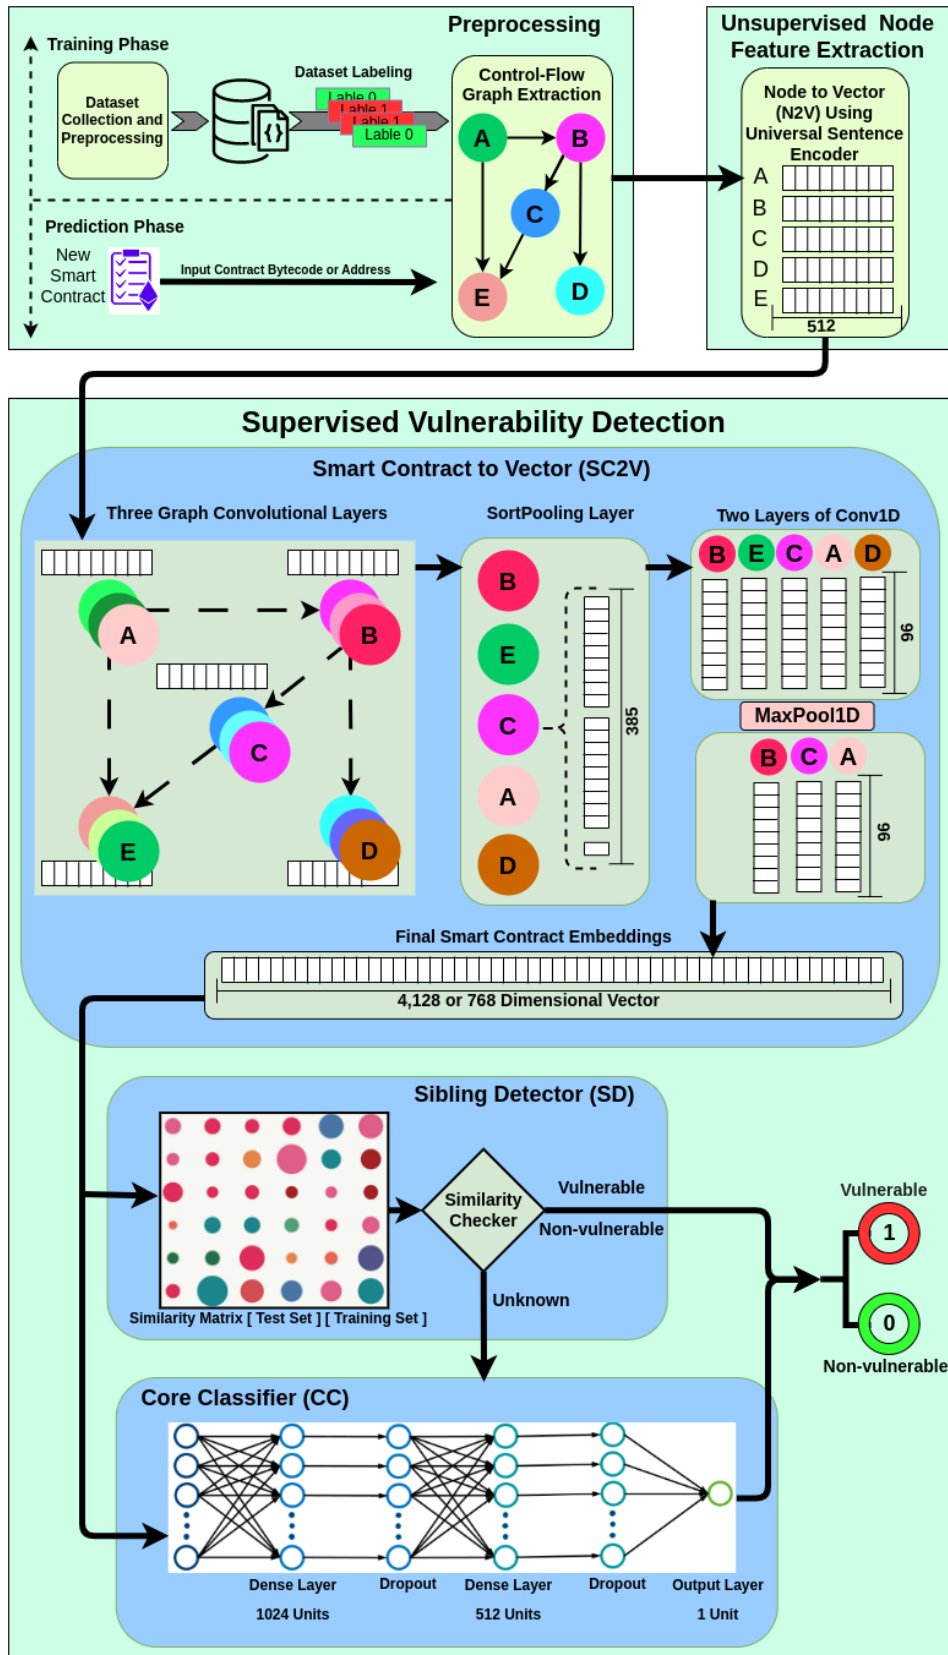 Preprocessing
Training Phase
Dataset
Collection and
Preprocessing
Dataset Labeling
Lable 0
Lable 1
Lable 1
Lable 0
Control-Flow
Graph Extraction
A
B
C
E
D
Prediction Phase
New
Smart
Contract
Input Contract Bytecode or Address
Unsupervised Node
Feature Extraction
Node to Vector
(N2V) Using
Universal Sentence
Encoder
A
B
C
D
E
512
Supervised Vulnerability Detection
Smart Contract to Vector (SC2V)
Three Graph Convolutional Layers
A
B
C
E
D
SortPooling Layer
B
E
C
A
D
385
Two Layers of Conv1D
B E C A D
96
MaxPool1D
B C A
96
Final Smart Contract Embeddings
4,128 or 768 Dimensional Vector
Sibling Detector (SD)
Similarity Matrix [ Test Set ] [ Training Set ]
Similarity
Checker
Vulnerable
Non-vulnerable
Unknown
Vulnerable
1
0
Non-vulnerable
Core Classifier (CC)
Dense Layer
1024 Units
Dropout
Dense Layer
512 Units
Dropout
Output Layer
1 Unit